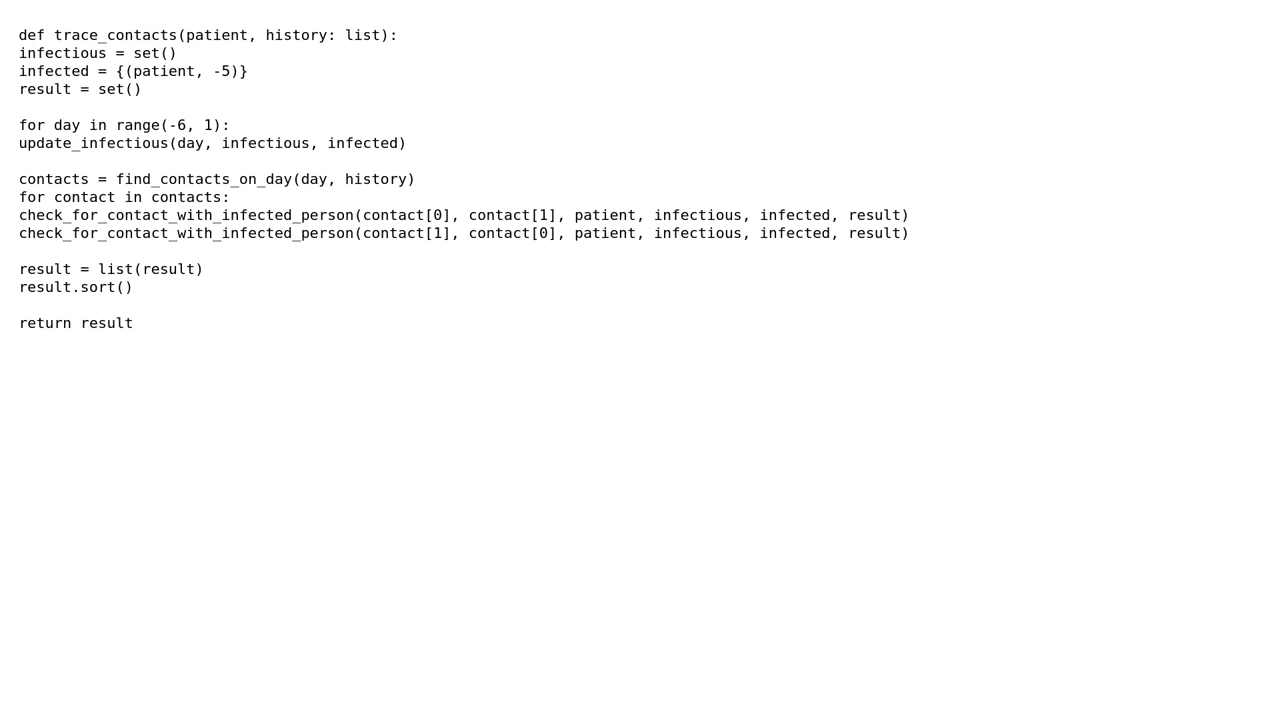 def trace_contacts(patient, history: list):
infectious = set()
infected = {(patient, -5)}
result = set()

for day in range(-6, 1):
update_infectious(day, infectious, infected)

contacts = find_contacts_on_day(day, history)
for contact in contacts:
check_for_contact_with_infected_person(contact[0], contact[1], patient, infectious, infected, result)
check_for_contact_with_infected_person(contact[1], contact[0], patient, infectious, infected, result)

result = list(result)
result.sort()

return result